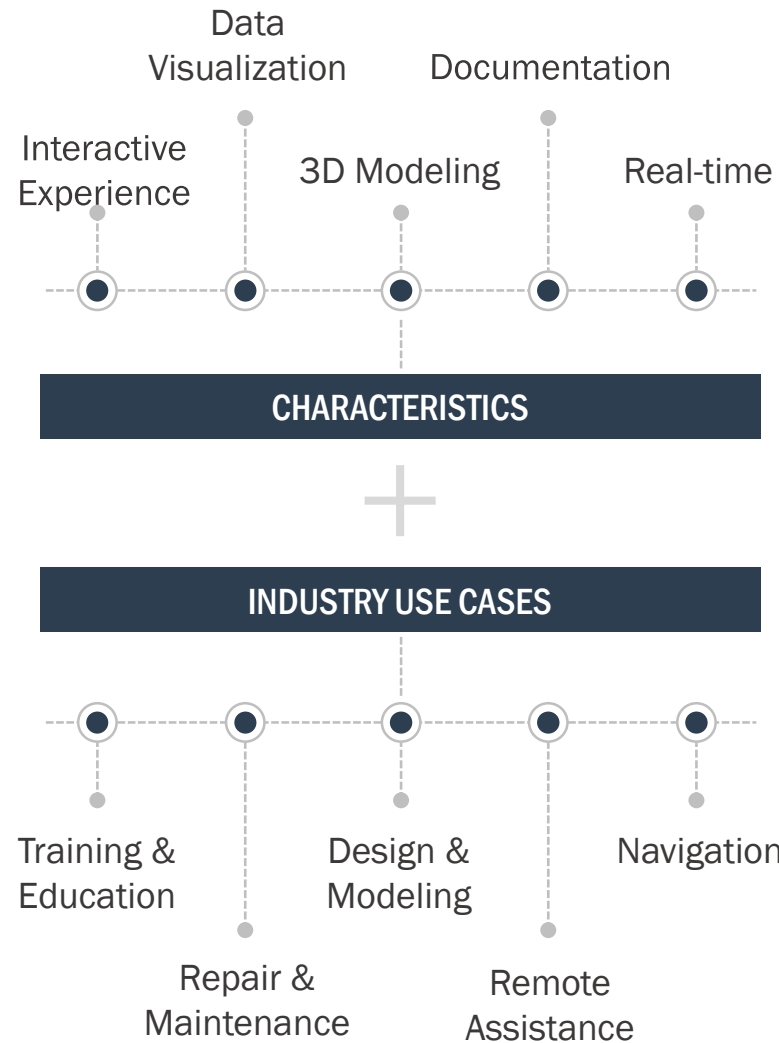 Data
Visualization
Documentation
Interactive
Experience
3D Modeling
Real-time
CHARACTERISTICS
INDUSTRY USE CASES
Training &
Education
Design &
Modeling
Navigation
Repair &
Maintenance
Remote
Assistance